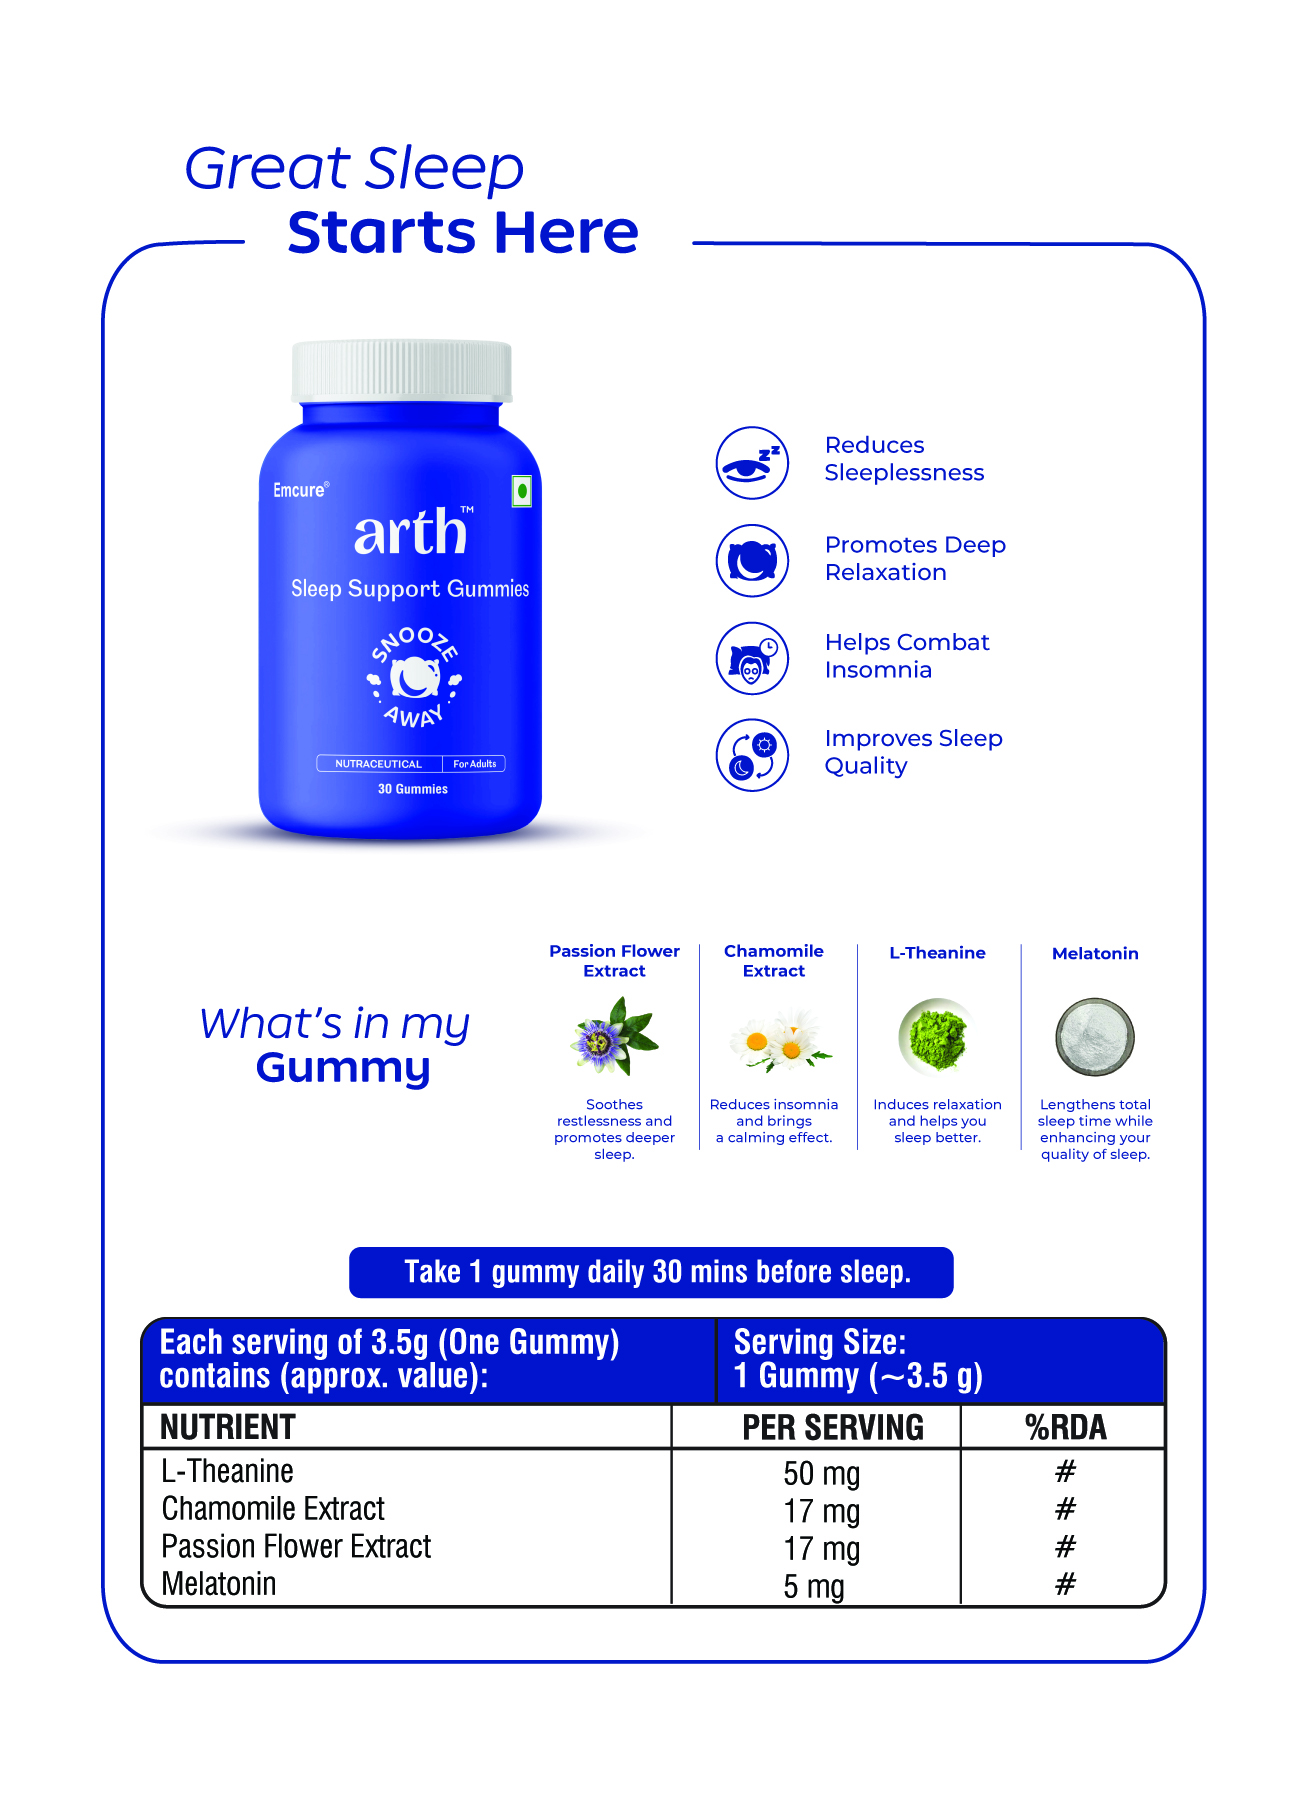 Great Sleep
Starts Here
Emcure®
arth™
Sleep Support Gummies
SNOOZE
AWAY
NUTRACEUTICAL For Adults
30 Gummies
Reduces
Sleeplessness
Promotes Deep
Relaxation
Helps Combat
Insomnia
Improves Sleep
Quality
What's in my
Gummy
Passion Flower
Extract
Soothes
restlessness and
promotes deeper
sleep.
Chamomile
Extract
Reduces insomnia
and brings
a calming effect.
L-Theanine
Induces relaxation
and helps you
sleep better.
Melatonin
Lengthens total
sleep time while
enhancing your
quality of sleep.
Take 1 gummy daily 30 mins before sleep.
Each serving of 3.5g (One Gummy)
contains (approx. value):
Serving Size:
1 Gummy (~3.5 g)
NUTRIENT PER SERVING %RDA
L-Theanine 50 mg #
Chamomile Extract 17 mg #
Passion Flower Extract 17 mg #
Melatonin 5 mg #